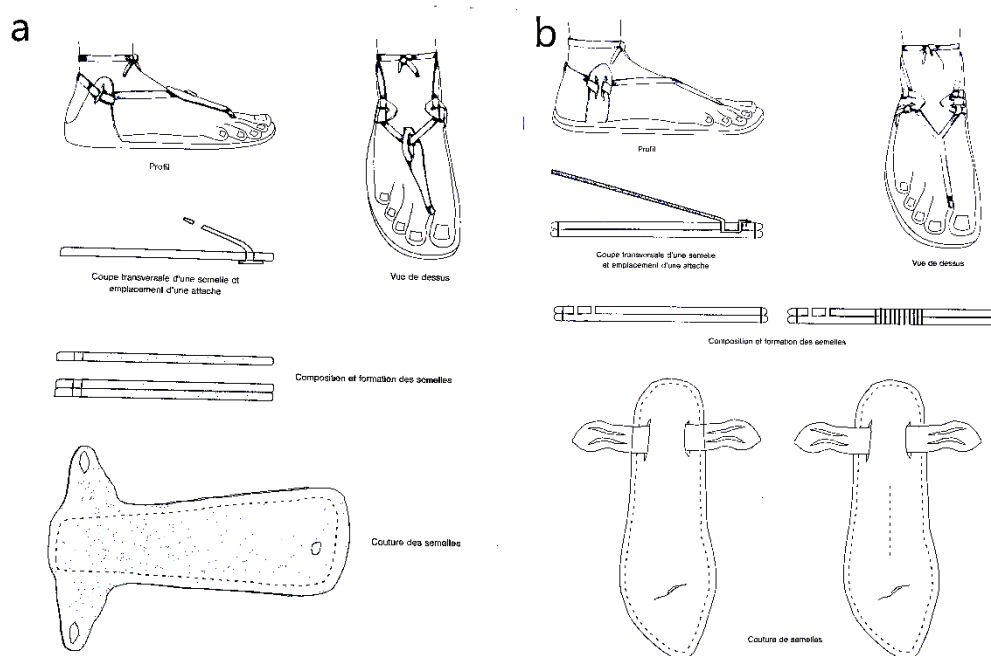 a
Profil
Vue de dessus
Coupe transversale d'une semelle et
emplacement d'une attache
Composition et formation des semelles
Couture des semelles
b
Profil
Vue de dessus
Coupe transversale d'une semelle
et emplacement d'une attache
Composition et formation des semelles
Couture de semelles